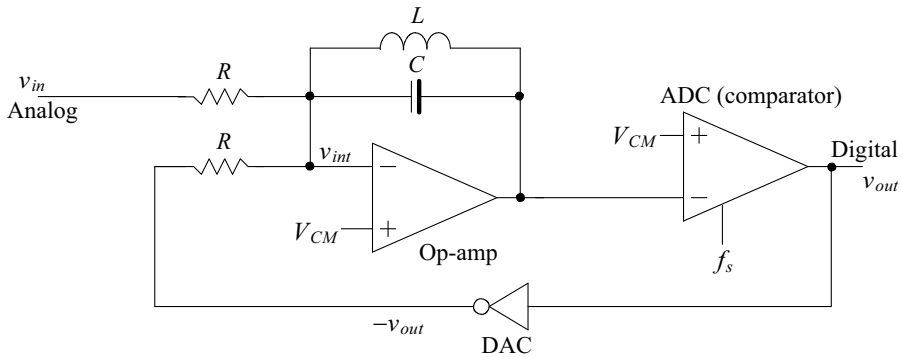 L
C
v_in
R
Analog
ADC (comparator)
V_CM
+
Digital
R
v_int
−
v_out
−
V_CM
+
Op-amp
f_s
−v_out
DAC